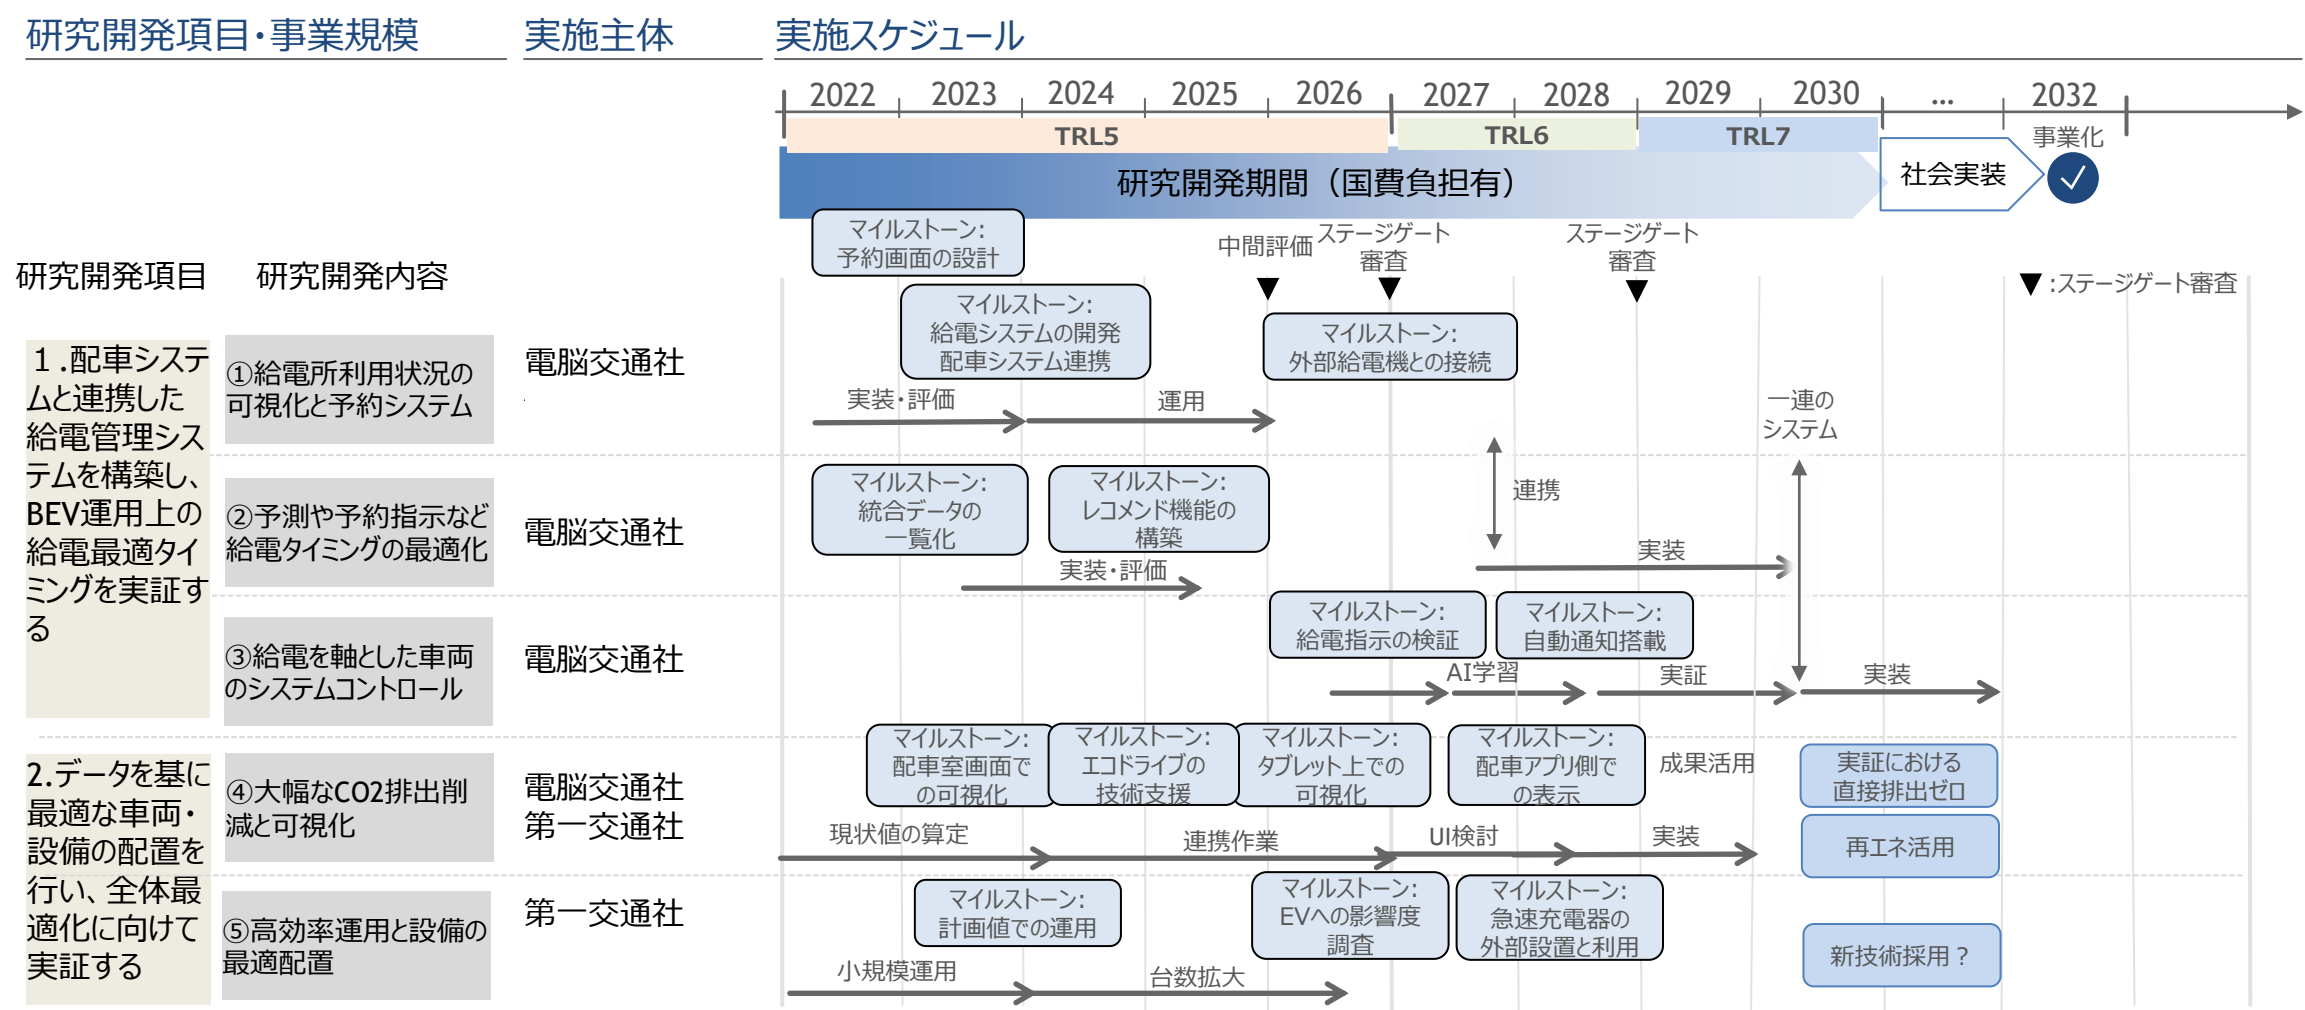 研究開発項目・事業規模
実施主体
実施スケジュール
2022
2023
2024
2025
2026
2027
2028
2029
2030
...
2032
TRL5
TRL6
TRL7
事業化
研究開発期間（国費負担有）
社会実装
研究開発項目
研究開発内容
マイルストーン:
予約画面の設計
中間評価
ステージゲート
審査
ステージゲート
審査
▼:ステージゲート審査
１.配車システ
ムと連携した
給電管理シス
テムを構築し、
BEV運用上の
給電最適タイ
ミングを実証す
る
①給電所利用状況の
可視化と予約システム
電脳交通社
マイルストーン:
給電システムの開発
配車システム連携
マイルストーン:
外部給電機との接続
実装・評価
運用
一連の
システム
連携
②予測や予約指示など
給電タイミングの最適化
電脳交通社
マイルストーン:
統合データの
一覧化
マイルストーン:
レコメンド機能の
構築
実装・評価
実装
③給電を軸とした車両
のシステムコントロール
電脳交通社
マイルストーン:
給電指示の検証
マイルストーン:
自動通知搭載
AI学習
実証
実装
2.データを基に
最適な車両・
設備の配置を
行い、全体最
適化に向けて
実証する
④大幅なCO2排出削
減と可視化
電脳交通社
第一交通社
マイルストーン:
配車室画面で
の可視化
マイルストーン:
エコドライブの
技術支援
マイルストーン:
タブレット上での
可視化
マイルストーン:
配車アプリ側で
の表示
成果活用
実証における
直接排出ゼロ
現状値の算定
連携作業
UI検討
実装
再エネ活用
⑤高効率運用と設備の
最適配置
第一交通社
マイルストーン:
計画値での運用
マイルストーン:
EVへの影響度
調査
マイルストーン:
急速充電器の
外部設置と利用
新技術採用？
小規模運用
台数拡大